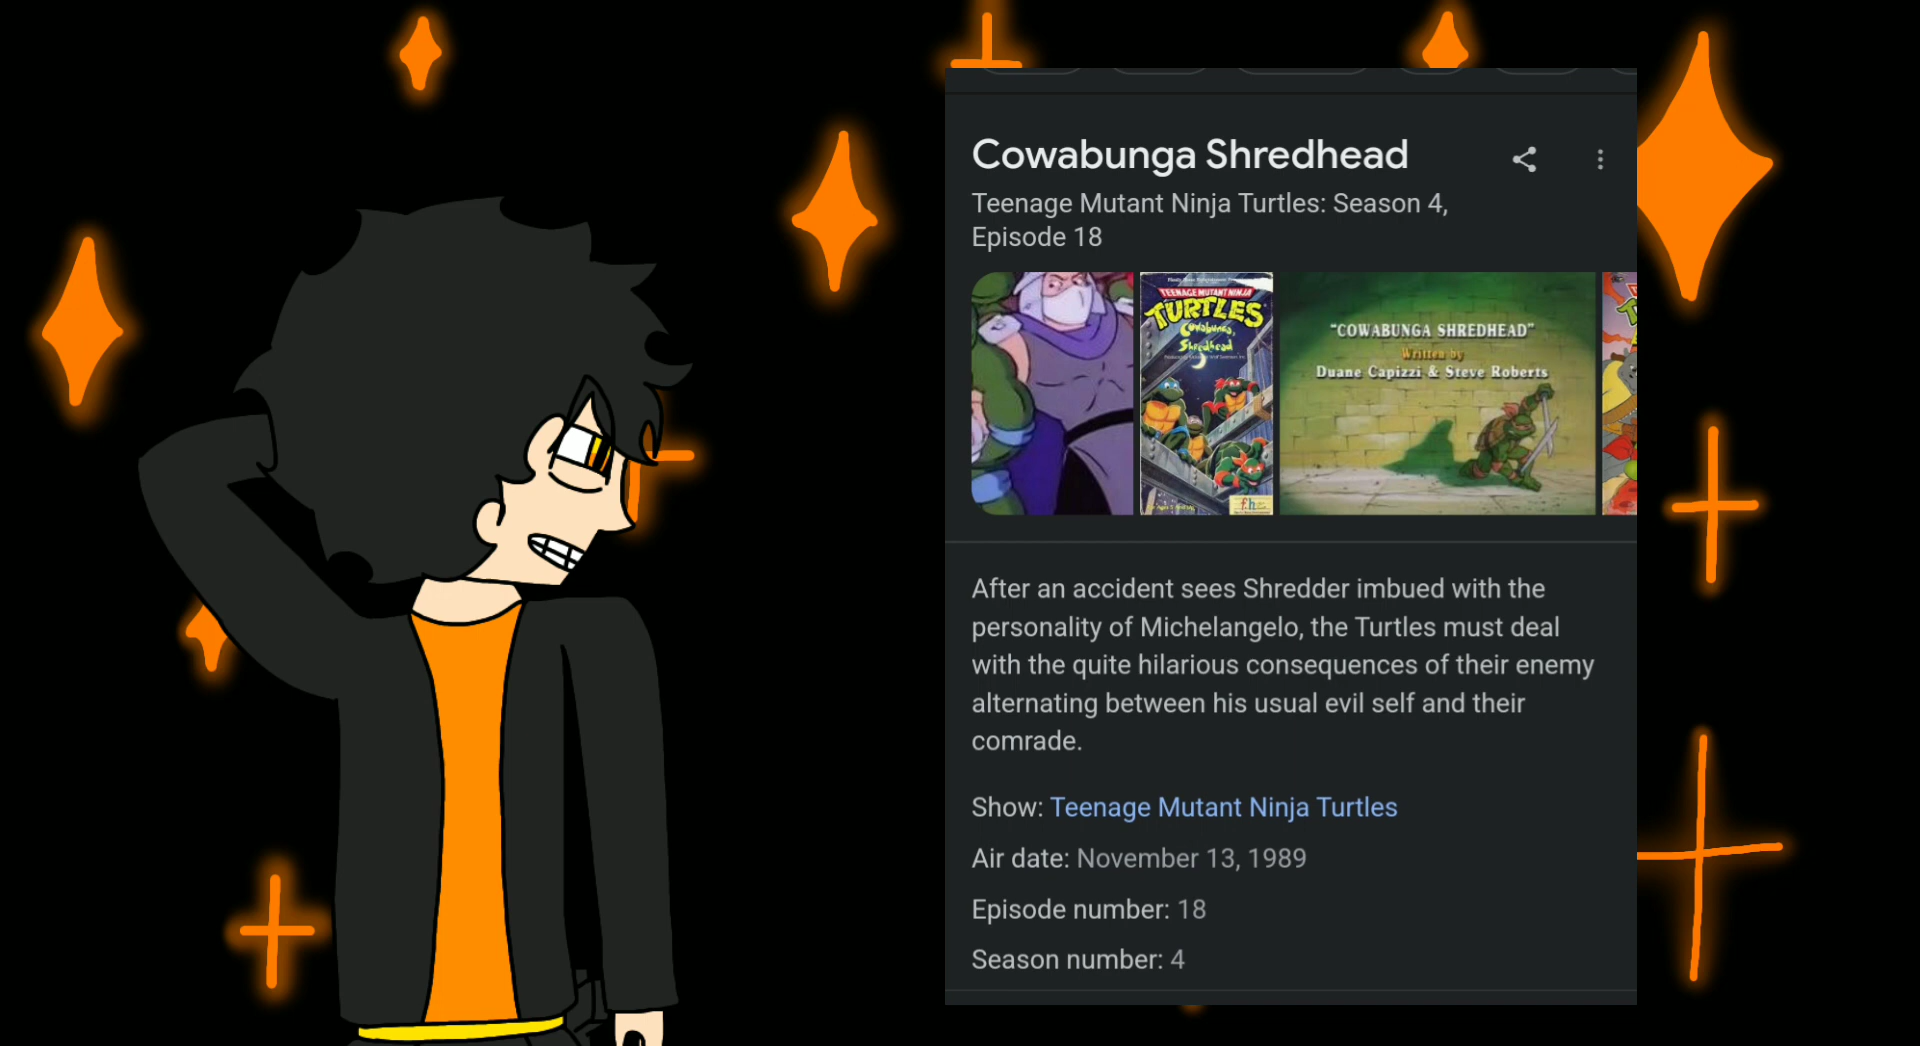 Cowabunga Shredhead
Teenage Mutant Ninja Turtles: Season 4,
Episode 18
TEENAGE MUTANT NINJA
TURTLES
Cowabunga,
Shredhead
"COWABUNGA SHREDHEAD"
Written by
Duane Capizzi & Steve Roberts
f.h.e.
After an accident sees Shredder imbued with the
personality of Michelangelo, the Turtles must deal
with the quite hilarious consequences of their enemy
alternating between his usual evil self and their
comrade.
Show: Teenage Mutant Ninja Turtles
Air date: November 13, 1989
Episode number: 18
Season number: 4